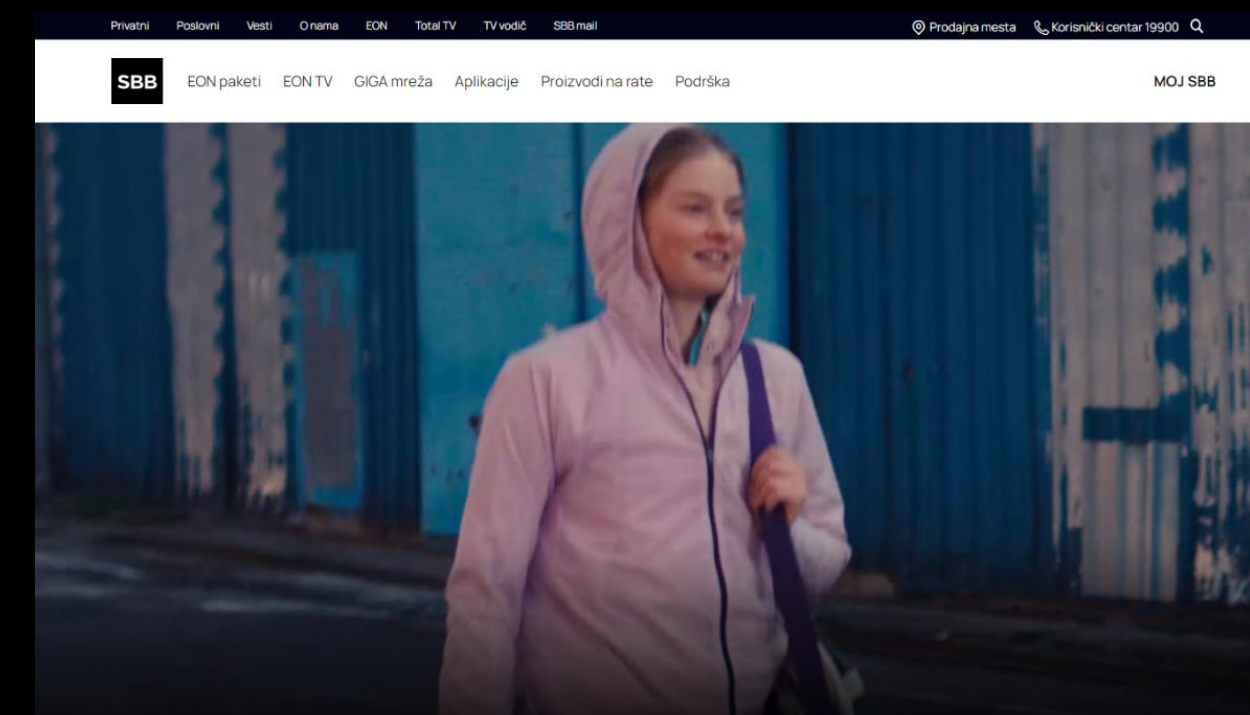 Privatni Poslovni Vesti O nama EON Total TV TV vodič SBB mail Prodajna mesta Korisnički centar 19900
SBB EON paketi EON TV GIGA mreža Aplikacije Proizvodi na rate Podrška MOJ SBB